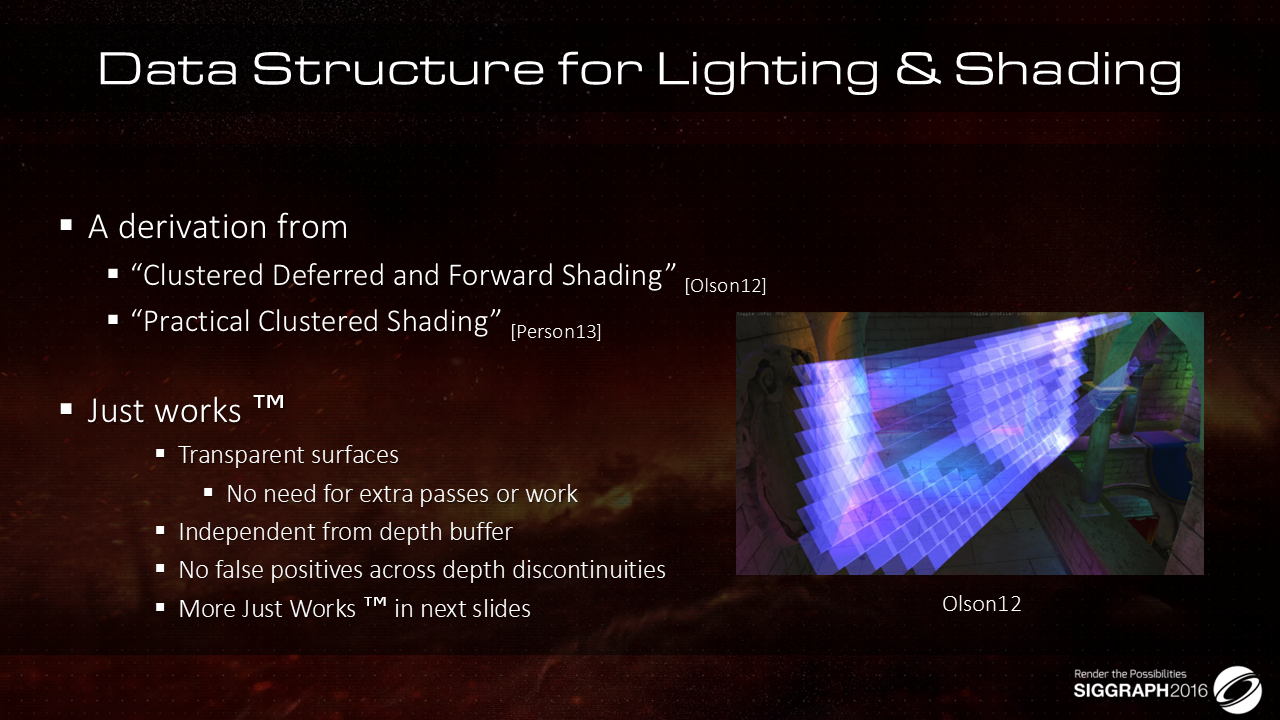 Data Structure for Lighting & Shading
▪ A derivation from
▪ “Clustered Deferred and Forward Shading” [Olson12]
▪ “Practical Clustered Shading” [Person13]
▪ Just works ™
▪ Transparent surfaces
▪ No need for extra passes or work
▪ Independent from depth buffer
▪ No false positives across depth discontinuities
▪ More Just Works ™ in next slides
Olson12
Render the Possibilities
SIGGRAPH2016